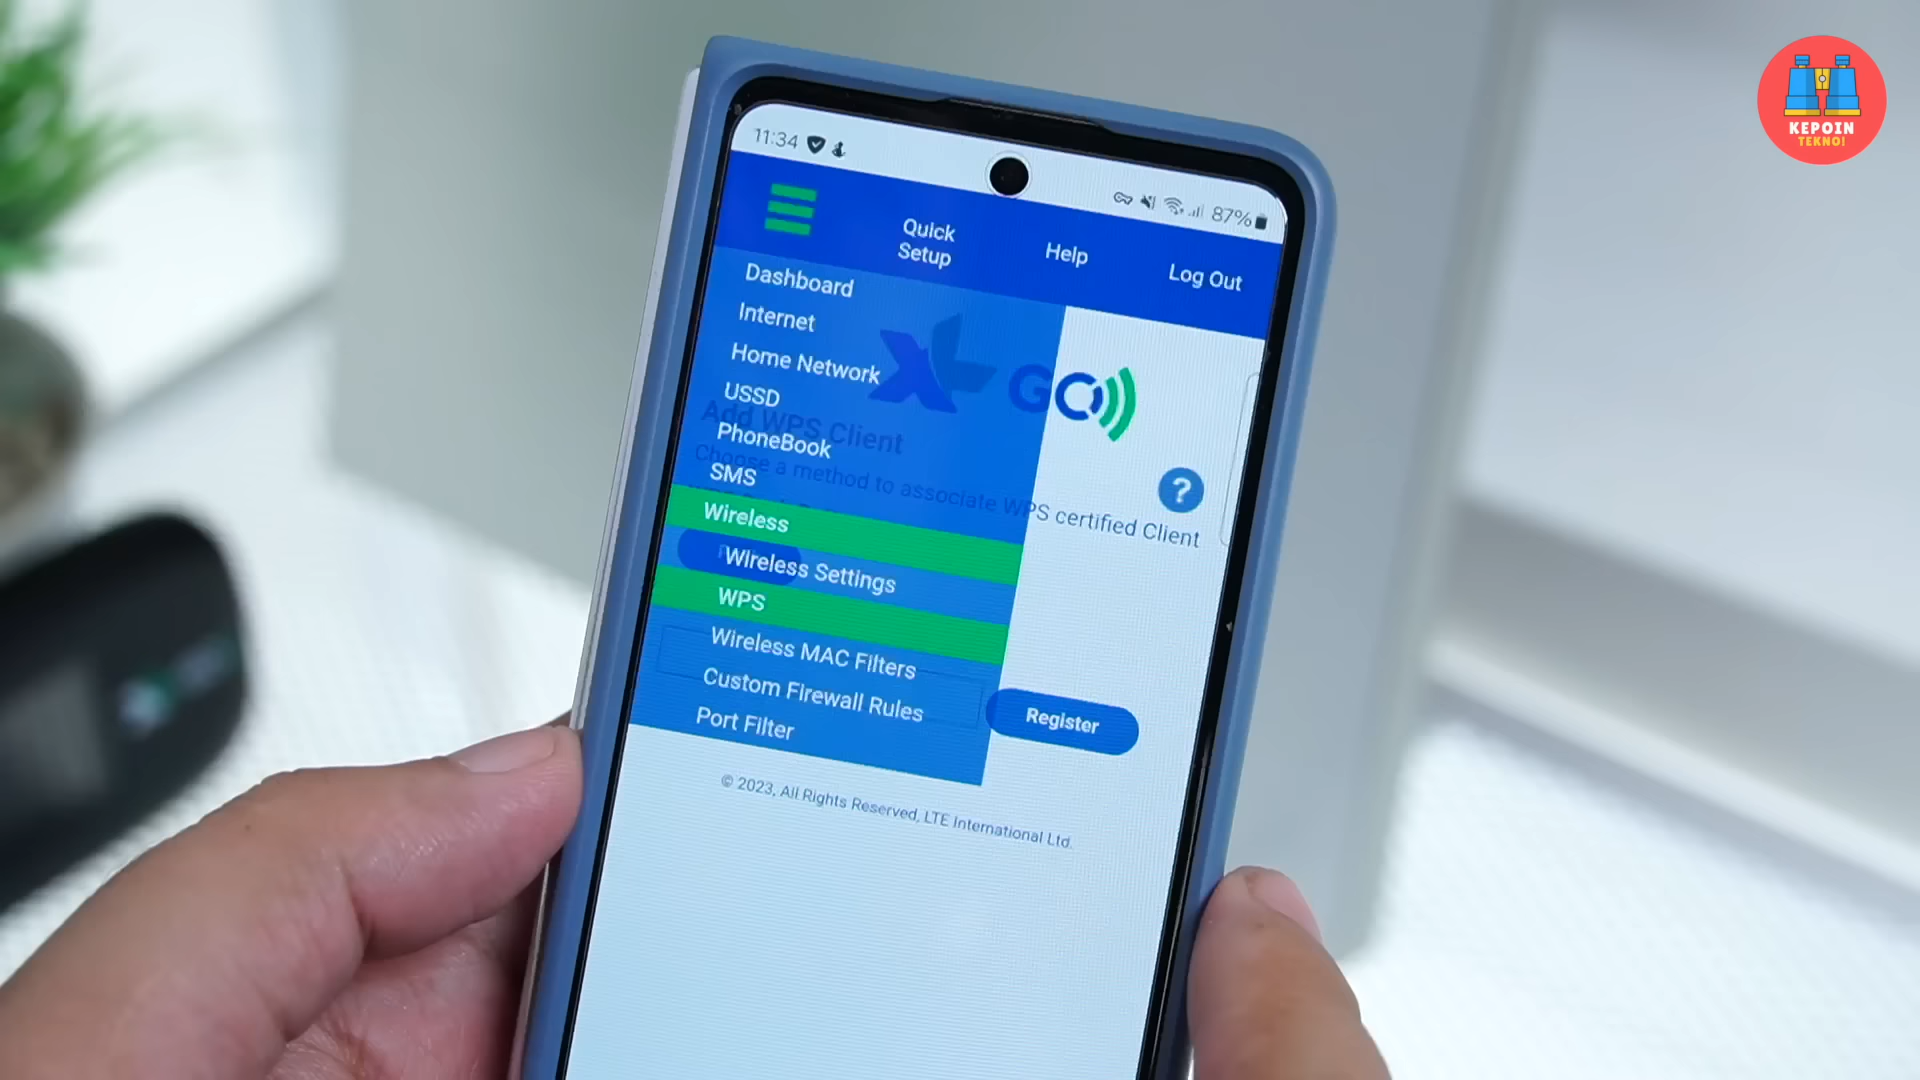 KEPOIN
TEKNO!
11:34
87%
Quick
Setup
Help
Log Out
Dashboard
Internet
Home Network
XL GO
USSD
Add WPS Client
PhoneBook
Choose a method to associate WPS certified Client
SMS
Wireless
Wireless Settings
WPS
Wireless MAC Filters
Custom Firewall Rules
Register
Port Filter
© 2023, All Rights Reserved, LTE International Ltd.